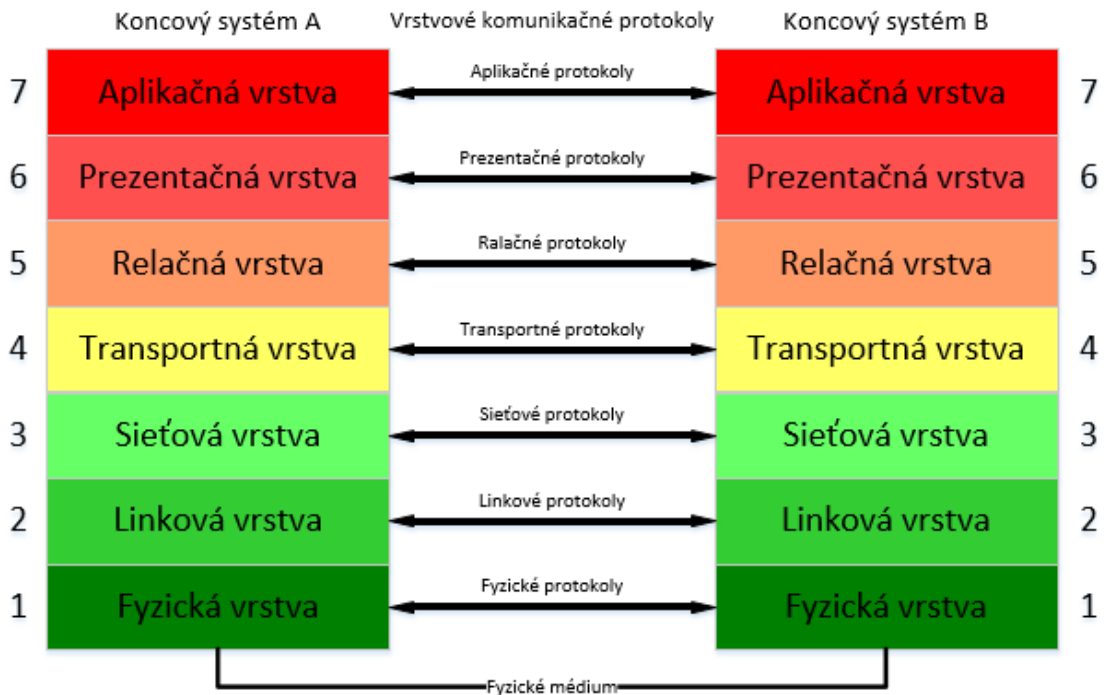 Koncový systém A
Vrstvové komunikačné protokoly
Koncový systém B
7
Aplikačná vrstva
Aplikačné protokoly
Aplikačná vrstva
7
6
Prezentačná vrstva
Prezentačné protokoly
Prezentačná vrstva
6
5
Relačná vrstva
Ralačné protokoly
Relačná vrstva
5
4
Transportná vrstva
Transportné protokoly
Transportná vrstva
4
3
Sieťová vrstva
Sieťové protokoly
Sieťová vrstva
3
2
Linková vrstva
Linkové protokoly
Linková vrstva
2
1
Fyzická vrstva
Fyzické protokoly
Fyzická vrstva
1
Fyzické médium